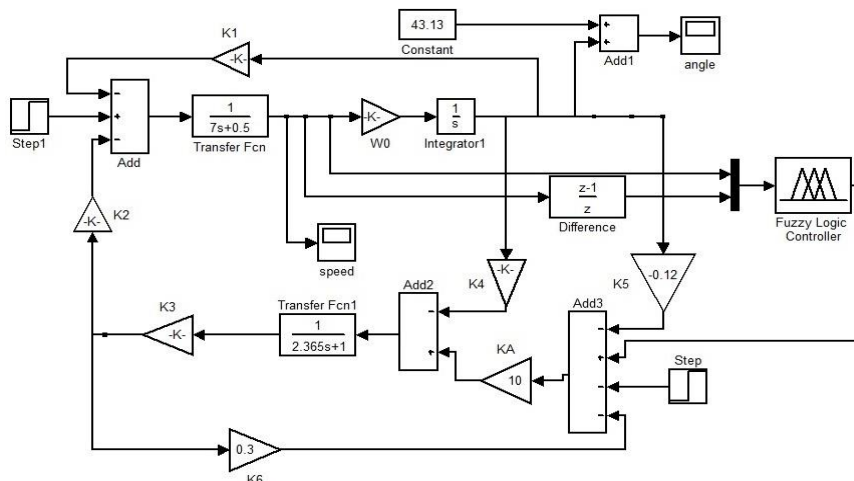 K1
-K-
43.13
Constant
+
+
Add1
angle
Step1
-
+
-
Add
1
7s+0.5
Transfer Fcn
-K-
W0
1
s
Integrator1
z-1
z
Difference
Fuzzy Logic
Controller
-K-
K2
speed
-K-
K4
K5
-0.12
K3
-K-
Transfer Fcn1
1
2.365s+1
Add2
-
+
KA
10
Add3
-
+
-
-
Step
0.3
K6